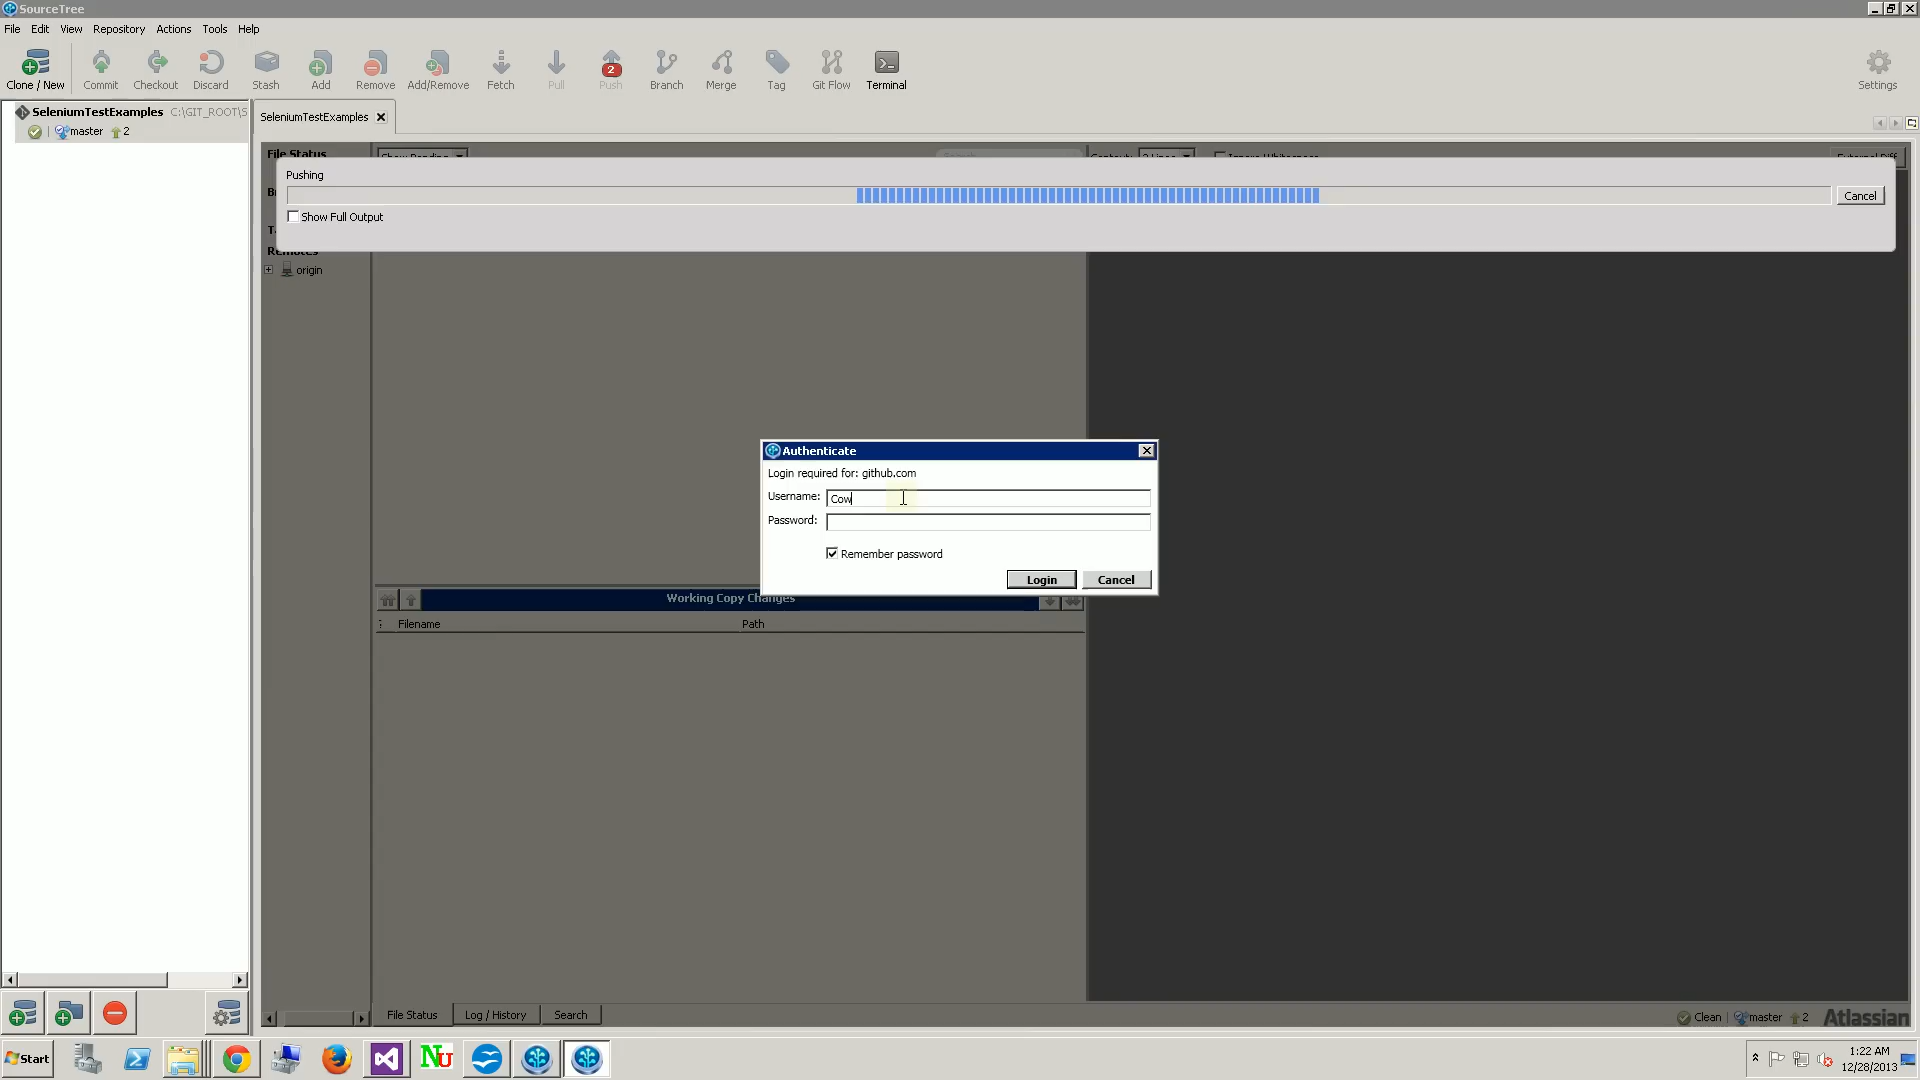 SourceTree
File Edit View Repository Actions Tools Help
Clone / New Commit Checkout Discard Stash Add Remove Add/Remove Fetch Pull 2 Push Branch Merge Tag Git Flow Terminal Settings
SeleniumTestExamples C:\GIT_ROOT\S
master 2
SeleniumTestExamples
File Status
Pushing
Cancel
Show Full Output
Remotes
origin
Authenticate
Login required for: github.com
Username: Cow
Password:
Remember password
Login Cancel
Working Copy Changes
Filename Path
File Status Log / History Search
Clean master 2 Atlassian
Start
1:22 AM
12/28/2013